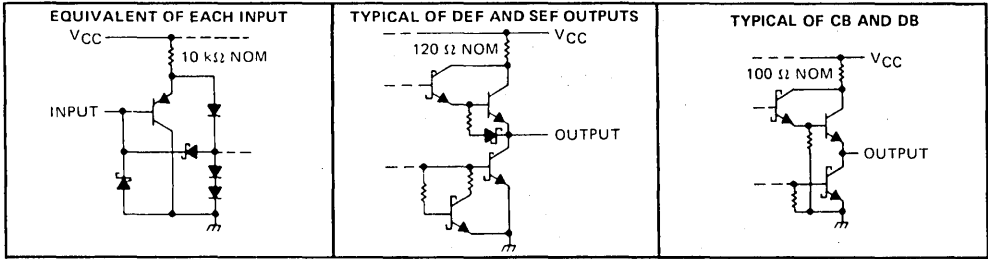 EQUIVALENT OF EACH INPUT
VCC
10 kΩ NOM
INPUT
TYPICAL OF DEF AND SEF OUTPUTS
VCC
120 Ω NOM
OUTPUT
TYPICAL OF CB AND DB
VCC
100 Ω NOM
OUTPUT